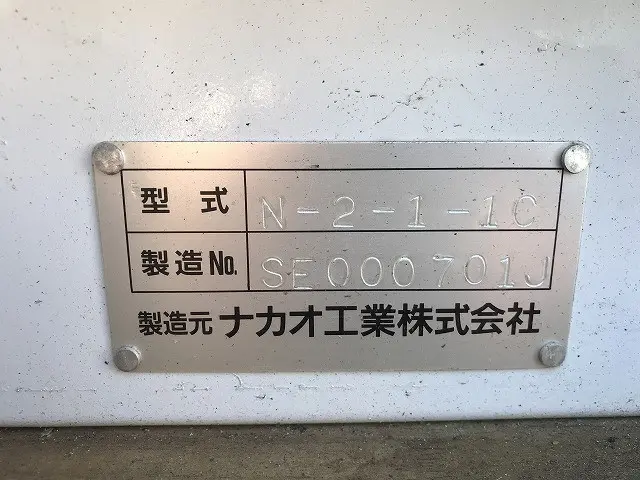 型式 N-2-1-1C
製造No. SE000701J
製造元 ナカオ工業株式会社